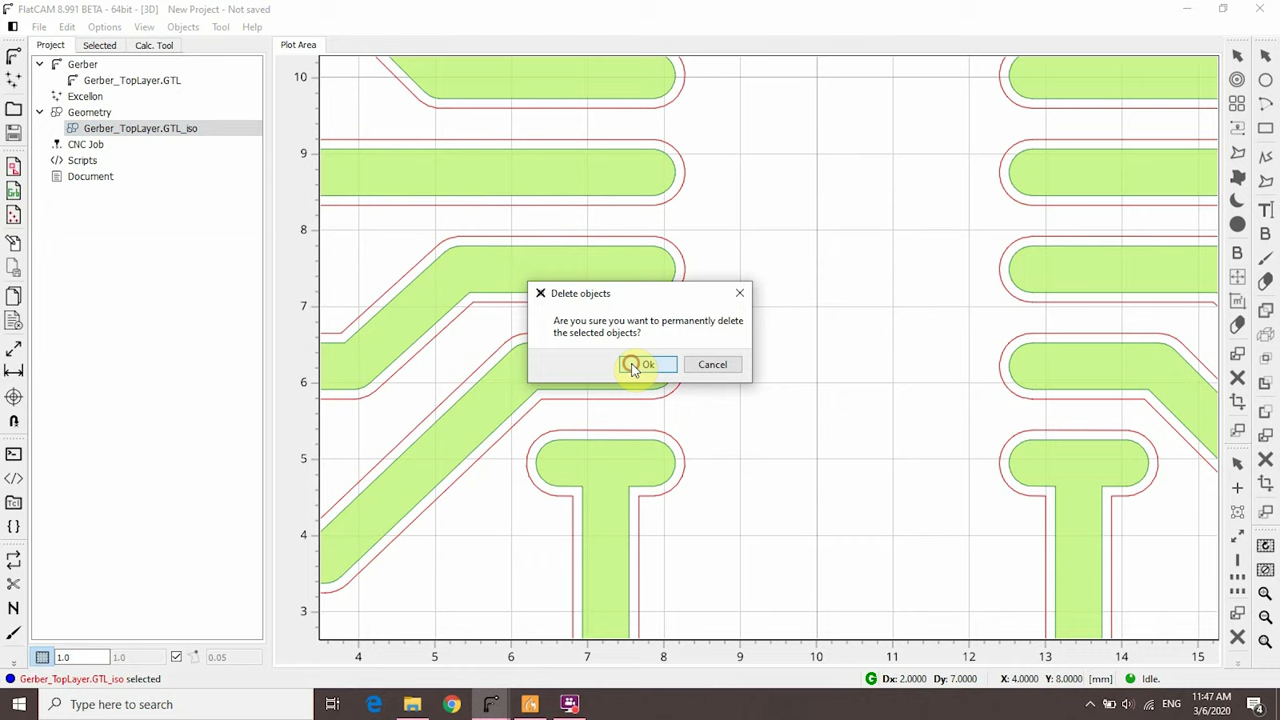 FlatCAM 8.991 BETA - 64bit - [3D]    New Project - Not saved
File Edit Options View Objects Tool Help
Project Selected Calc. Tool
Plot Area
Gerber
Gerber_TopLayer.GTL
Excellon
Geometry
Gerber_TopLayer.GTL_iso
CNC Job
Scripts
Document
10
9
8
7
6
5
4
3
Delete objects
Are you sure you want to permanently delete
the selected objects?
Ok Cancel
4 5 6 7 8 9 10 11 12 13 14 15
1.0 1.0 0.05
Gerber_TopLayer.GTL_iso selected
Dx: 2.0000 Dy: 7.0000 X: 4.0000 Y: 8.0000 [mm] Idle.
Type here to search
ENG
11:47 AM
3/6/2020